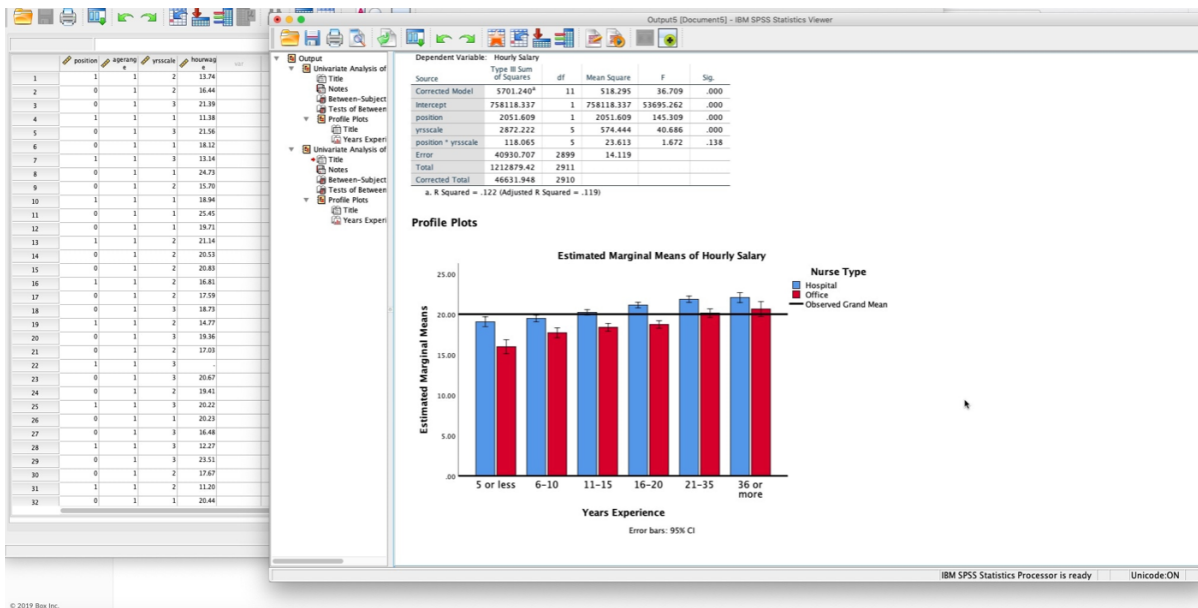 Output5 [Document5] - IBM SPSS Statistics Viewer
position agerange yrsscale hourwage var
1 1 1 2 13.74
2 0 1 2 16.44
3 0 1 3 21.39
4 1 1 1 11.38
5 0 1 3 21.56
6 0 1 1 18.12
7 1 1 3 13.14
8 0 1 1 24.73
9 0 1 2 15.70
10 1 1 1 18.94
11 0 1 1 25.45
12 0 1 1 19.71
13 1 1 2 21.14
14 0 1 2 20.53
15 0 1 2 20.83
16 1 1 2 16.81
17 0 1 2 17.59
18 0 1 3 18.73
19 1 1 2 14.77
20 0 1 3 19.36
21 0 1 2 17.03
22 1 1 3 .
23 0 1 3 20.67
24 0 1 2 19.41
25 1 1 3 20.22
26 0 1 1 20.23
27 0 1 3 16.48
28 1 1 3 12.27
29 0 1 3 23.51
30 0 1 2 17.67
31 1 1 2 11.20
32 0 1 1 20.44
Output
Univariate Analysis of
Title
Notes
Between-Subject
Tests of Between
Profile Plots
Title
Years Experi
Univariate Analysis of
Title
Notes
Between-Subject
Tests of Between
Profile Plots
Title
Years Experi
Dependent Variable: Hourly Salary
Source Type III Sum of Squares df Mean Square F Sig.
Corrected Model 5701.240a 11 518.295 36.709 .000
Intercept 758118.337 1 758118.337 53695.262 .000
position 2051.609 1 2051.609 145.309 .000
yrsscale 2872.222 5 574.444 40.686 .000
position * yrsscale 118.065 5 23.613 1.672 .138
Error 40930.707 2899 14.119
Total 1212879.42 2911
Corrected Total 46631.948 2910
a. R Squared = .122 (Adjusted R Squared = .119)
Profile Plots
Estimated Marginal Means of Hourly Salary
Nurse Type
Hospital
Office
Observed Grand Mean
Estimated Marginal Means
25.00
20.00
15.00
10.00
5.00
.00
5 or less 6-10 11-15 16-20 21-35 36 or more
Years Experience
Error bars: 95% CI
IBM SPSS Statistics Processor is ready Unicode:ON
© 2019 Box Inc.